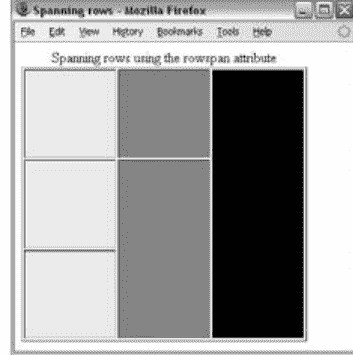 Spanning rows - Mozilla Firefox
File Edit View History Bookmarks Tools Help
Spanning rows using the rowspan attribute